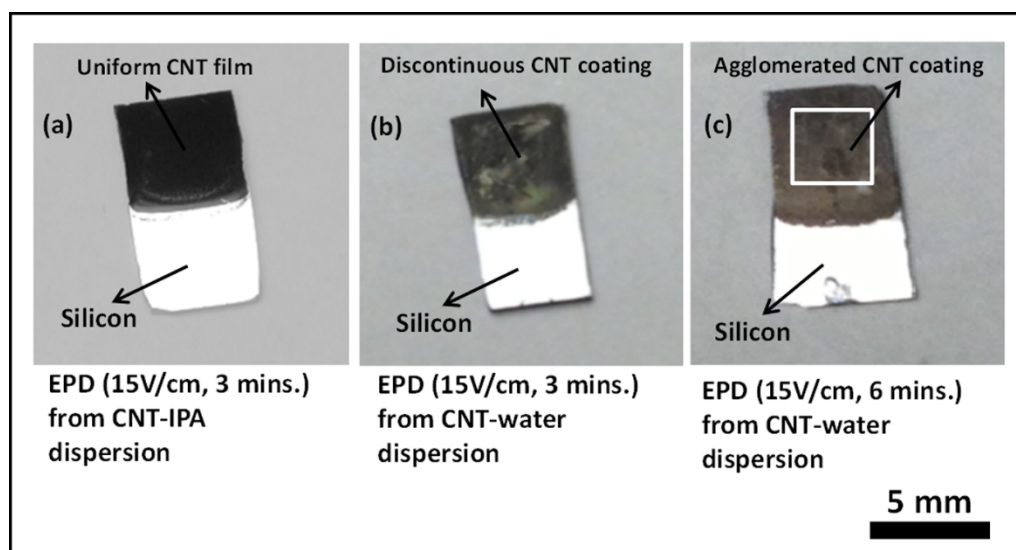 Uniform CNT film
(a)
Silicon
EPD (15V/cm, 3 mins.)
from CNT-IPA
dispersion
Discontinuous CNT coating
(b)
Silicon
EPD (15V/cm, 3 mins.)
from CNT-water
dispersion
Agglomerated CNT coating
(c)
Silicon
EPD (15V/cm, 6 mins.)
from CNT-water
dispersion
5 mm